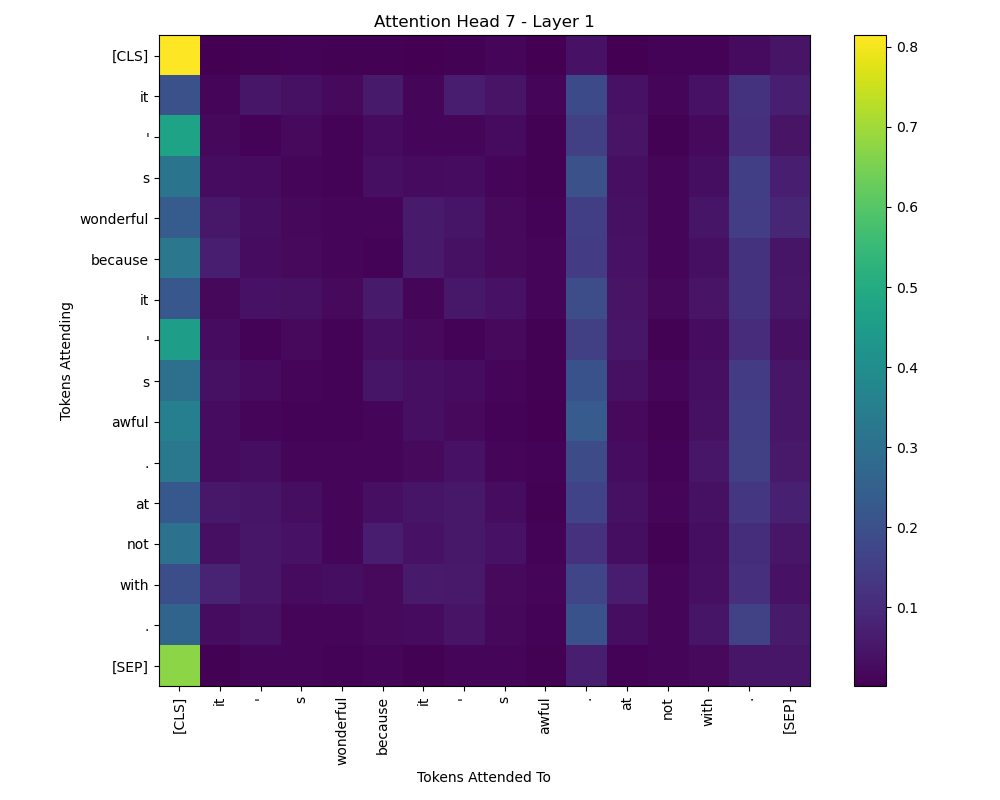 Attention Head 7 - Layer 1
Tokens Attending
[CLS]
it
'
s
wonderful
because
it
'
s
awful
.
at
not
with
.
[SEP]
[CLS]
it
'
s
wonderful
because
it
'
s
awful
.
at
not
with
.
[SEP]
Tokens Attended To
0.8
0.7
0.6
0.5
0.4
0.3
0.2
0.1